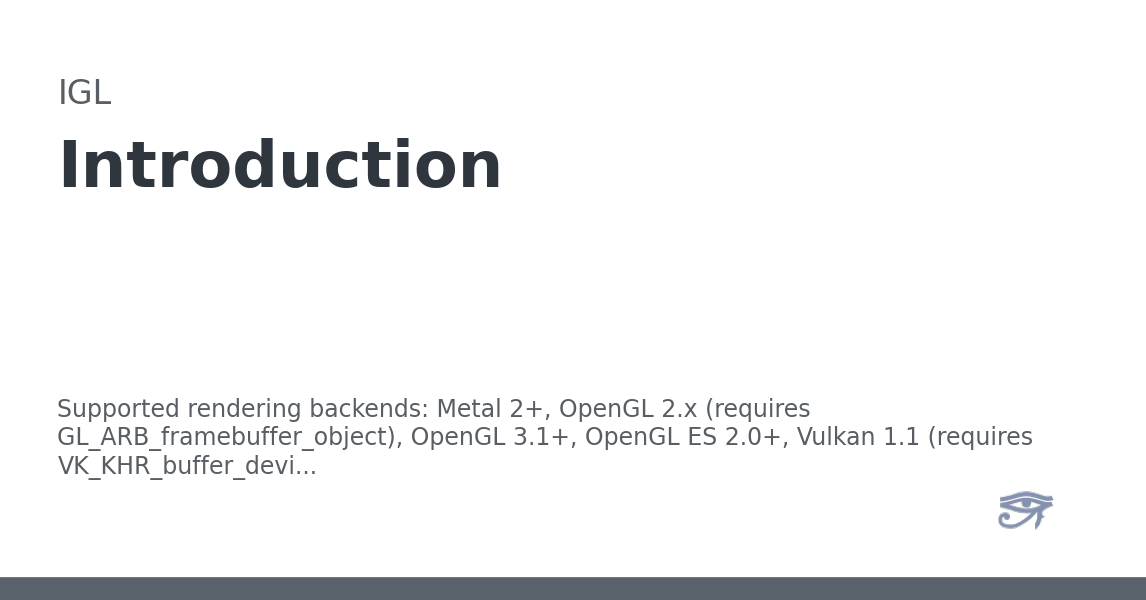 IGL
Introduction
Supported rendering backends: Metal 2+, OpenGL 2.x (requires
GL_ARB_framebuffer_object), OpenGL 3.1+, OpenGL ES 2.0+, Vulkan 1.1 (requires
VK_KHR_buffer_devi...